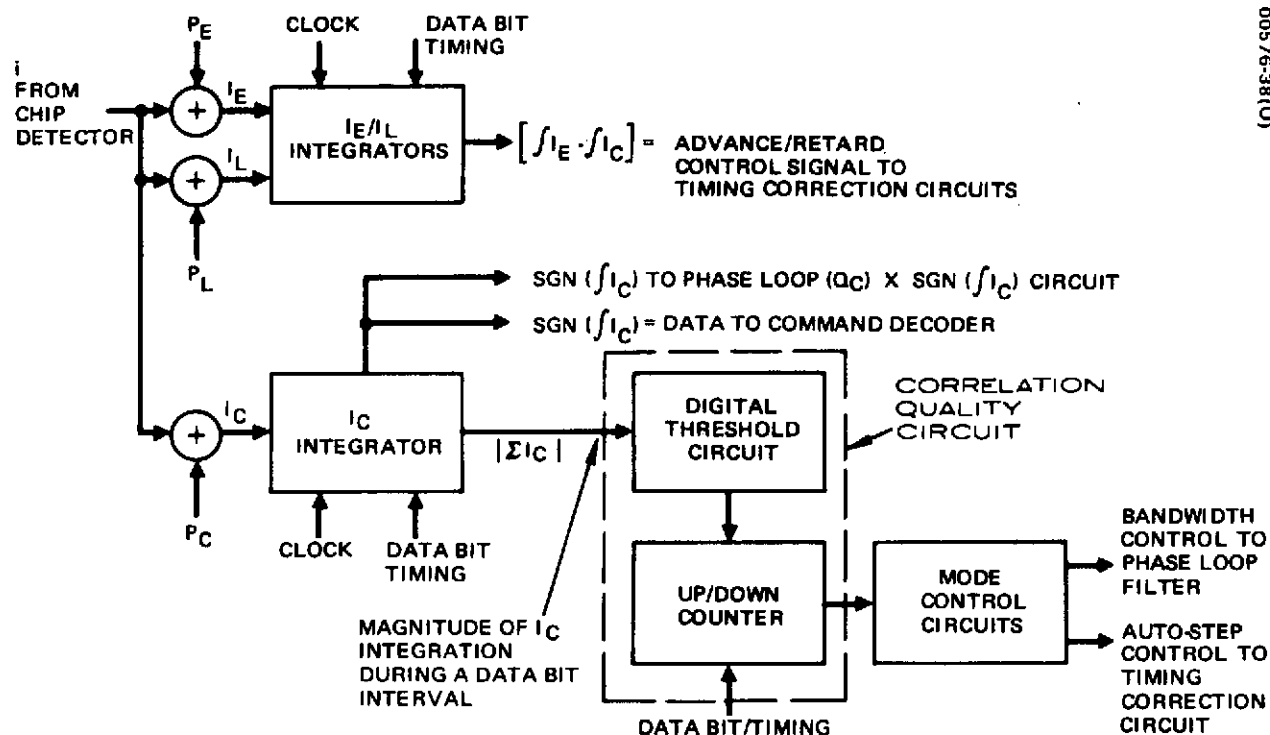 00576-38(U)
P_E
CLOCK
DATA BIT
TIMING
i
FROM
CHIP
DETECTOR
+
I_E
I_E/I_L
INTEGRATORS
[∫I_E · ∫I_C] =
ADVANCE/RETARD
CONTROL SIGNAL TO
TIMING CORRECTION CIRCUITS
+
I_L
P_L
SGN (∫I_C) TO PHASE LOOP (Q_C) X SGN (∫I_C) CIRCUIT
SGN (∫I_C) = DATA TO COMMAND DECODER
+
I_C
P_C
I_C
INTEGRATOR
|Σ I_C|
CLOCK
DATA BIT
TIMING
MAGNITUDE OF I_C
INTEGRATION
DURING A DATA BIT
INTERVAL
DIGITAL
THRESHOLD
CIRCUIT
CORRELATION
QUALITY
CIRCUIT
UP/DOWN
COUNTER
DATA BIT/TIMING
MODE
CONTROL
CIRCUITS
BANDWIDTH
CONTROL TO
PHASE LOOP
FILTER
AUTO-STEP
CONTROL TO
TIMING
CORRECTION
CIRCUIT